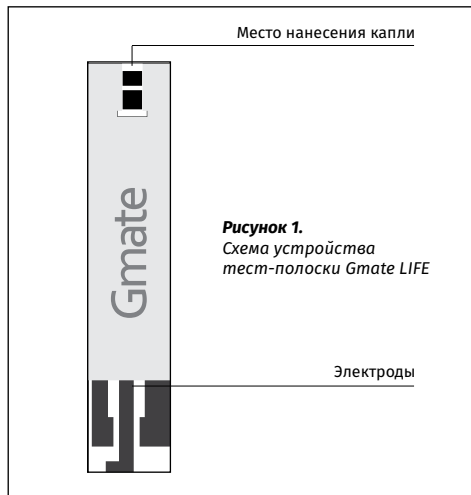 Место нанесения капли
Gmate
Рисунок 1.
Схема устройства
тест-полоски Gmate LIFE
Электроды